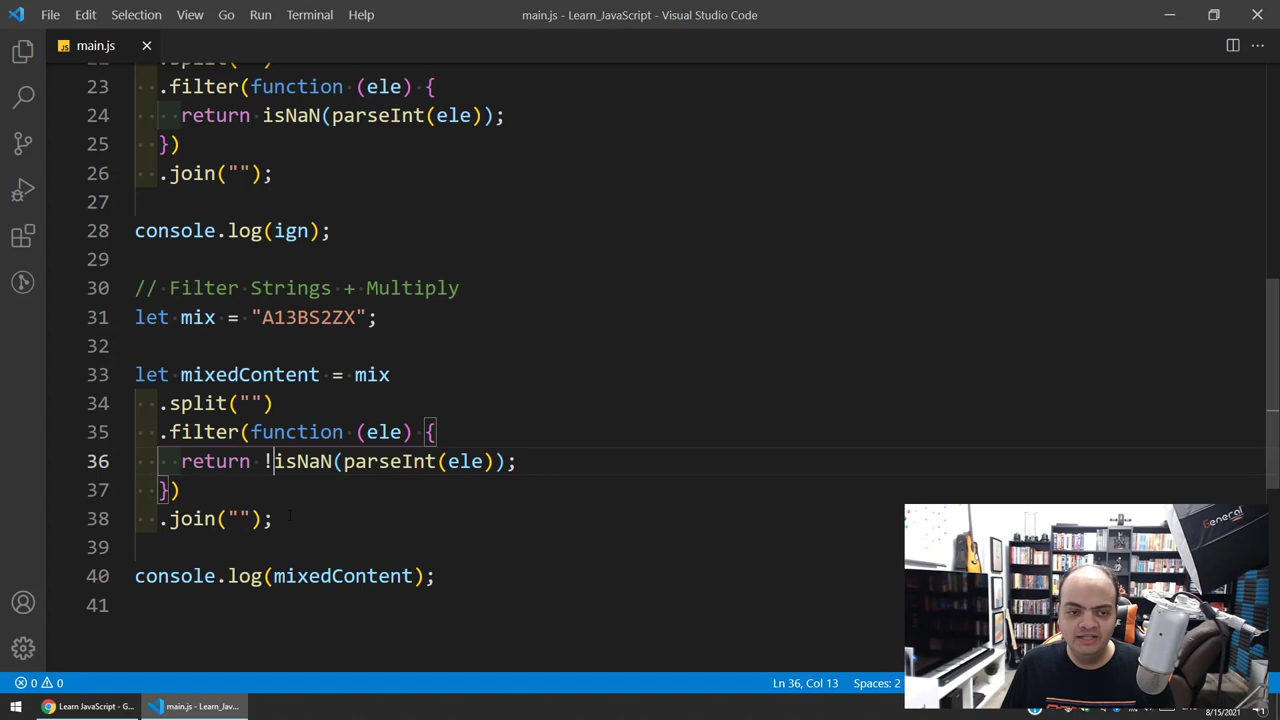 File Edit Selection View Go Run Terminal Help main.js - Learn_JavaScript - Visual Studio Code
JS main.js
23 .filter(function (ele) {
24 return isNaN(parseInt(ele));
25 })
26 .join("");
27
28 console.log(ign);
29
30 // Filter Strings + Multiply
31 let mix = "A13BS2ZX";
32
33 let mixedContent = mix
34 .split("")
35 .filter(function (ele) {
36 return !isNaN(parseInt(ele));
37 })
38 .join("");
39
40 console.log(mixedContent);
41
General
0 0 Ln 36, Col 13 Spaces: 2
Learn JavaScript - G... main.js - Learn_Jav... 8/15/2021